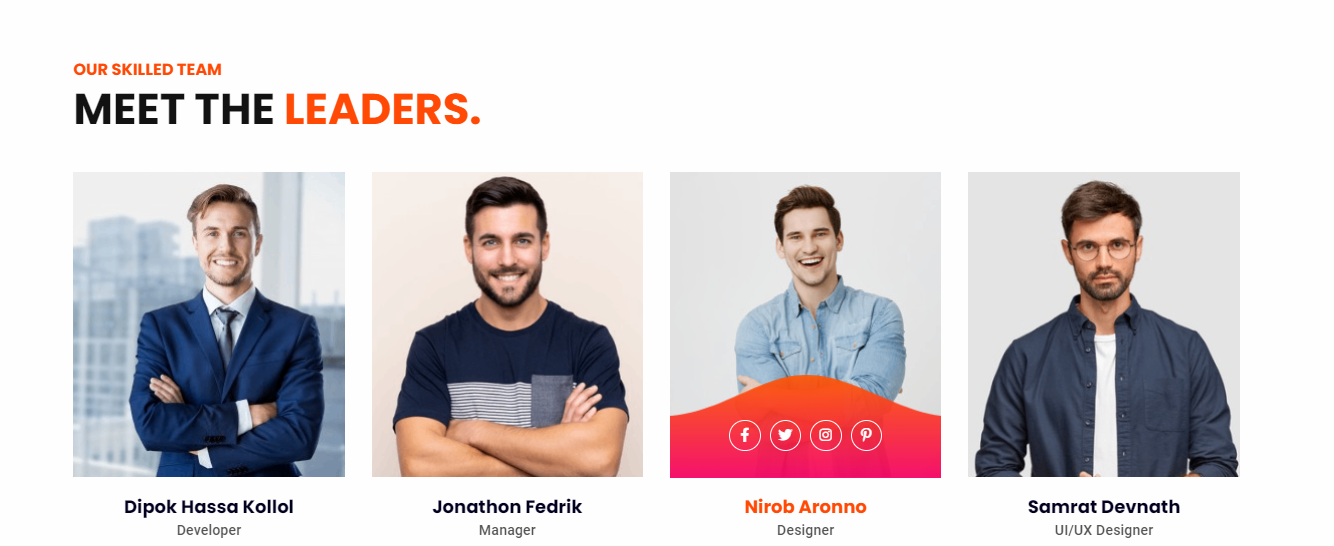 OUR SKILLED TEAM
MEET THE LEADERS.
Dipok Hassa Kollol
Developer
Jonathon Fedrik
Manager
Nirob Aronno
Designer
Samrat Devnath
UI/UX Designer